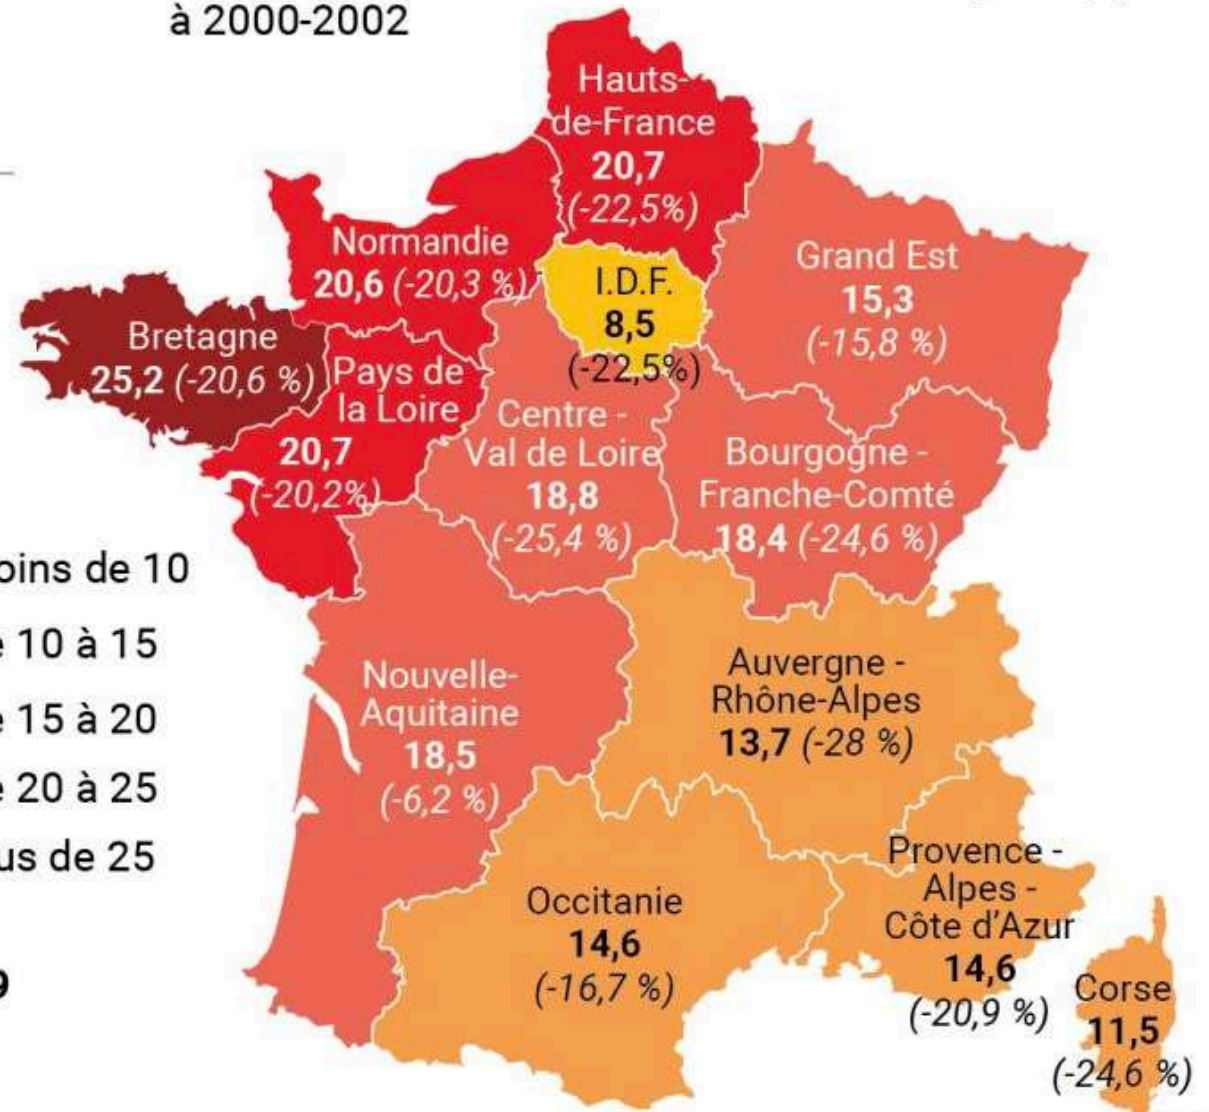 à 2000-2002
Hauts-
de-France
20,7
(-22,5%)
Normandie
20,6 (-20,3 %)
I.D.F.
8,5
(-22,5%)
Grand Est
15,3
(-15,8 %)
Bretagne
25,2 (-20,6 %)
Pays de
la Loire
20,7
(-20,2%)
Centre -
Val de Loire
18,8
(-25,4 %)
Bourgogne -
Franche-Comté
18,4 (-24,6 %)
oins de 10
e 10 à 15
e 15 à 20
e 20 à 25
us de 25
9
Nouvelle-
Aquitaine
18,5
(-6,2 %)
Auvergne -
Rhône-Alpes
13,7 (-28 %)
Occitanie
14,6
(-16,7 %)
Provence -
Alpes -
Côte d'Azur
14,6
(-20,9 %)
Corse
11,5
(-24,6 %)